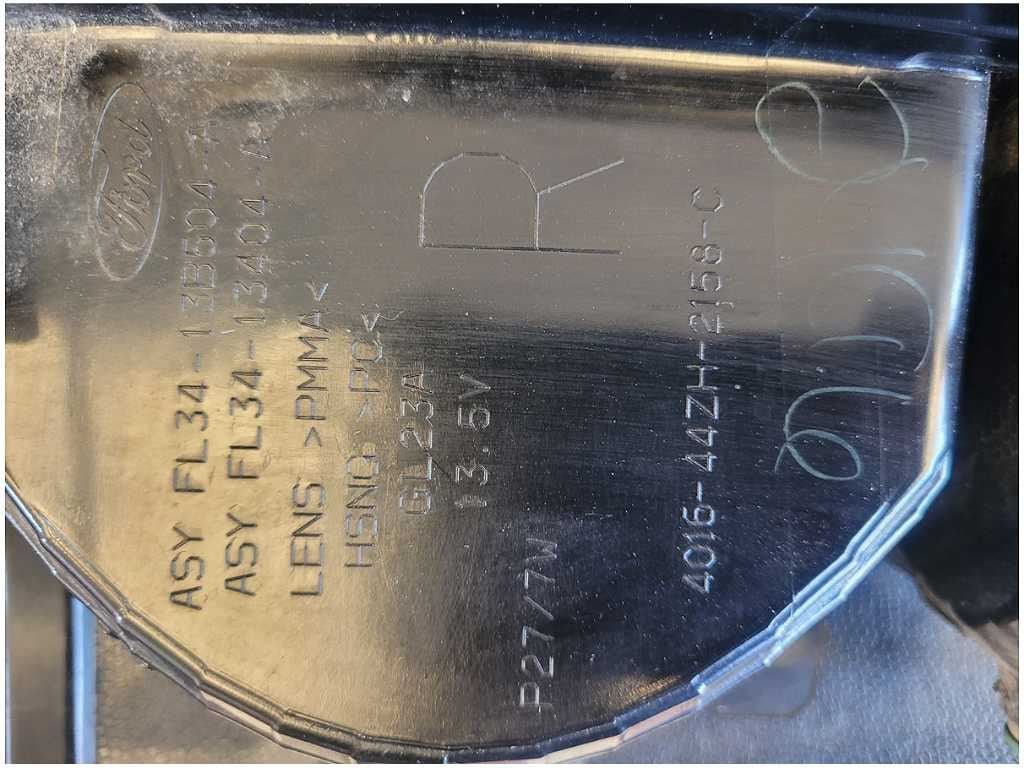 Ford
ASY FL34-13B504-A
ASY FL34-13404-A
LENS >PMMA<
HSNG >PC<
GL23A
13.5V
R
P27/7W
4016-44ZH-2158-C